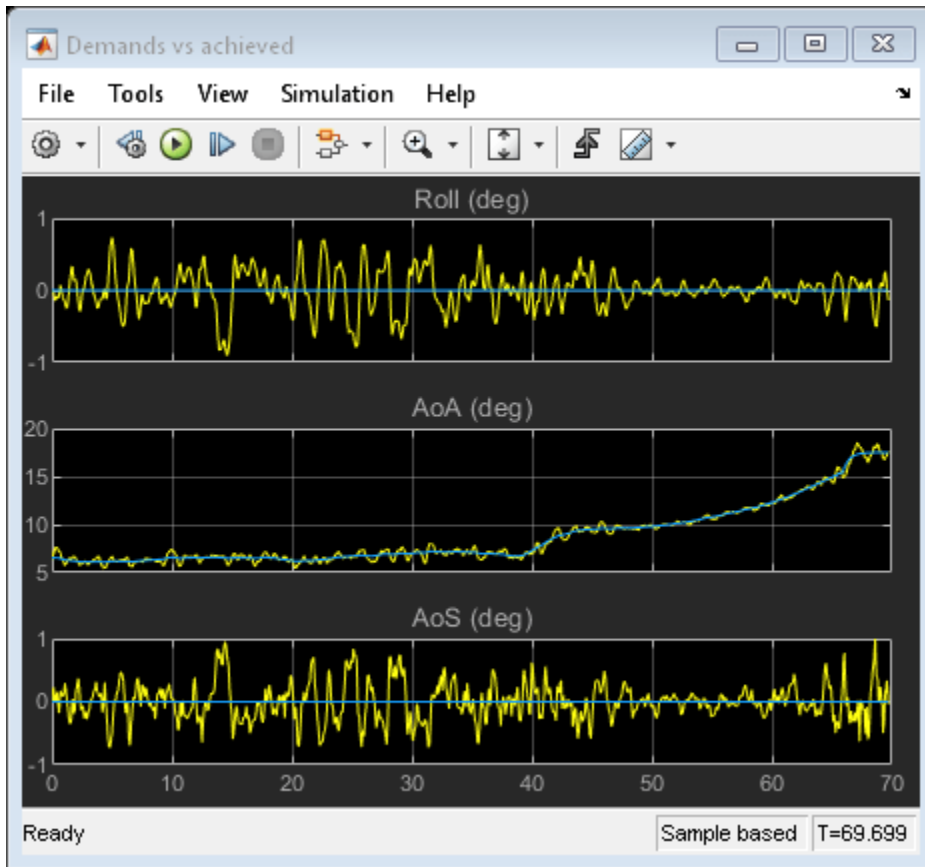 Demands vs achieved
File Tools View Simulation Help
Roll (deg)
1
0
-1
AoA (deg)
20
15
10
5
AoS (deg)
1
0
-1
0 10 20 30 40 50 60 70
Ready Sample based T=69.699